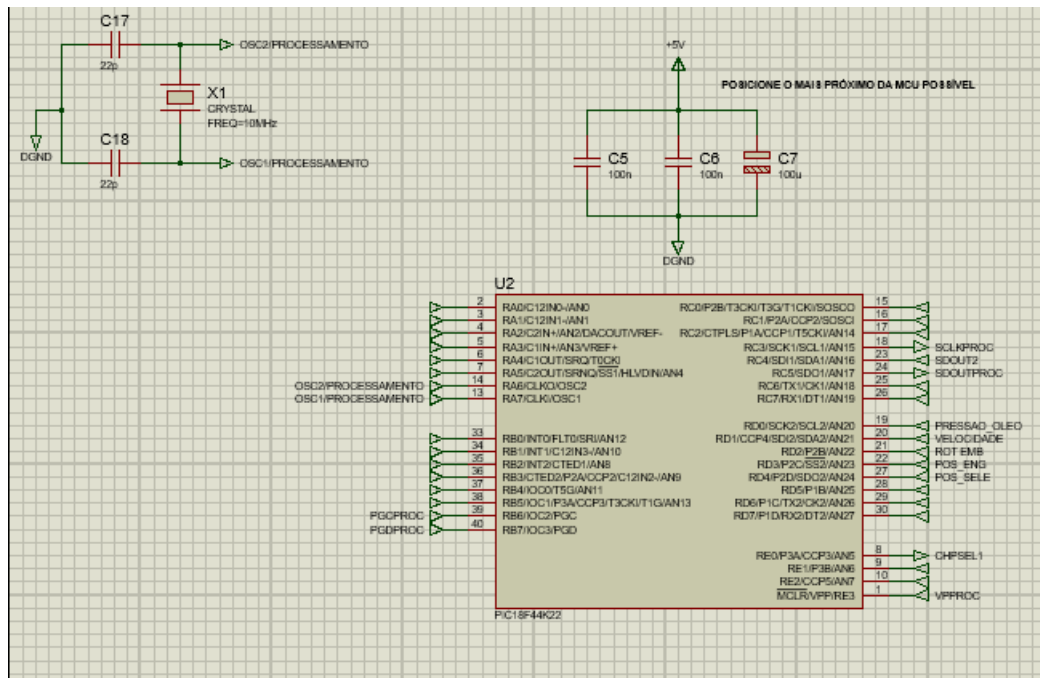 C17
22p
OSC2/PROCESSAMENTO
X1
CRYSTAL
FREQ=10MHz
C18
22p
DGND
OSC1/PROCESSAMENTO
+5V
POSICIONE O MAIS PRÓXIMO DA MCU POSSÍVEL
C5
100n
C6
100n
C7
100u
DGND
U2
2 RA0/C12IN0-/AN0
3 RA1/C12IN1-/AN1
4 RA2/C2IN+/AN2/DACOUT/VREF-
5 RA3/C1IN+/AN3/VREF+
6 RA4/C1OUT/SRQ/T0CKI
7 RA5/C2OUT/SRNQ/SS1/HLVDIN/AN4
OSC2/PROCESSAMENTO 14 RA6/CLKO/OSC2
OSC1/PROCESSAMENTO 13 RA7/CLKI/OSC1
33 RB0/INT0/FLT0/SRI/AN12
34 RB1/INT1/C12IN3-/AN10
35 RB2/INT2/CTED1/AN8
36 RB3/CTED2/P2A/CCP2/C12IN2-/AN9
37 RB4/IOC0/T5G/AN11
38 RB5/IOC1/P3A/CCP3/T3CKI/T1G/AN13
PGCPROC 39 RB6/IOC2/PGC
PGDPROC 40 RB7/IOC3/PGD
RC0/P2B/T3CKI/T3G/T1CKI/SOSCO 15
RC1/P2A/CCP2/SOSCI 16
RC2/CTPLS/P1A/CCP1/T5CKI/AN14 17
RC3/SCK1/SCL1/AN15 18 SCLKPROC
RC4/SDI1/SDA1/AN16 23 SDOUT2
RC5/SDO1/AN17 24 SDOUTPROC
RC6/TX1/CK1/AN18 25
RC7/RX1/DT1/AN19 26
RD0/SCK2/SCL2/AN20 19 PRESSAO_OLEO
RD1/CCP4/SDI2/SDA2/AN21 20 VELOCIDADE
RD2/P2B/AN22 21 ROT EMB
RD3/P2C/SS2/AN23 22 POS_ENG
RD4/P2D/SDO2/AN24 27 POS_SELE
RD5/P1B/AN25 28
RD6/P1C/TX2/CK2/AN26 29
RD7/P1D/RX2/DT2/AN27 30
RE0/P3A/CCP3/AN5 8 CHPSEL1
RE1/P3B/AN6 9
RE2/CCP5/AN7 10
MCLR/VPP/RE3 1 VPPROC
PIC18F44K22